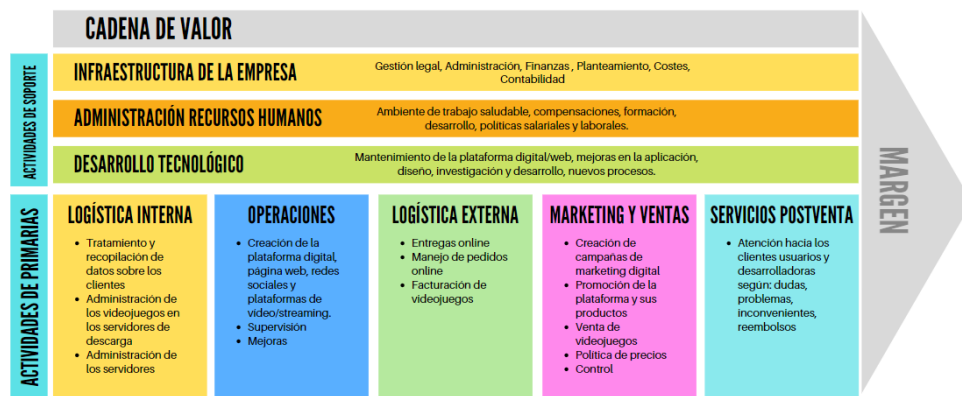 CADENA DE VALOR
ACTIVIDADES DE SOPORTE
INFRAESTRUCTURA DE LA EMPRESA
Gestión legal, Administración, Finanzas , Planteamiento, Costes,
Contabilidad
ADMINISTRACIÓN RECURSOS HUMANOS
Ambiente de trabajo saludable, compensaciones, formación,
desarrollo, políticas salariales y laborales.
DESARROLLO TECNOLÓGICO
Mantenimiento de la plataforma digital/web, mejoras en la aplicación,
diseño, investigación y desarrollo, nuevos procesos.
ACTIVIDADES DE PRIMARIAS
LOGÍSTICA INTERNA
• Tratamiento y
recopilación de
datos sobre los
clientes
• Administración de
los videojuegos en
los servidores de
descarga
• Administración de
los servidores
OPERACIONES
• Creación de la
plataforma digital,
página web, redes
sociales y
plataformas de
vídeo/streaming.
• Supervisión
• Mejoras
LOGÍSTICA EXTERNA
• Entregas online
• Manejo de pedidos
online
• Facturación de
videojuegos
MARKETING Y VENTAS
• Creación de
campañas de
marketing digital
• Promoción de la
plataforma y sus
productos
• Venta de
videojuegos
• Política de precios
• Control
SERVICIOS POSTVENTA
• Atención hacia los
clientes usuarios y
desarrolladoras
según: dudas,
problemas,
inconvenientes,
reembolsos
MARGEN